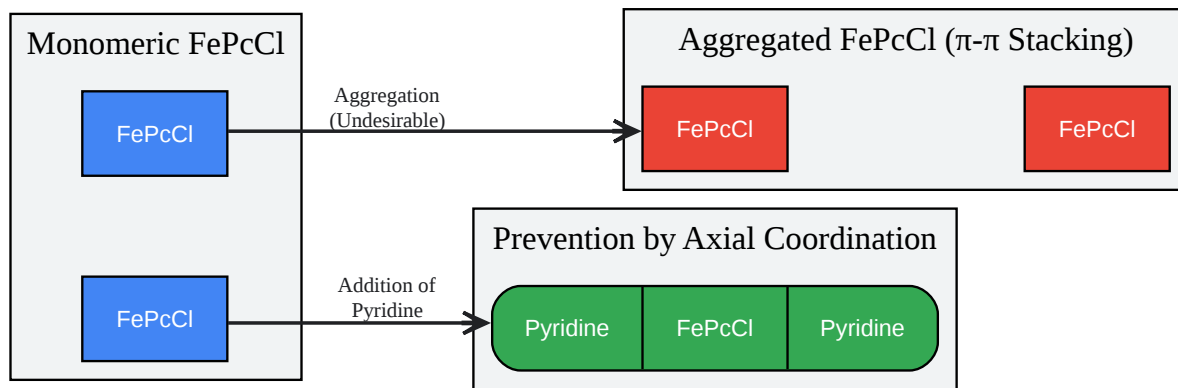 Monomeric FePcCl
FePcCl
Aggregation
(Undesirable)
Aggregated FePcCl (π-π Stacking)
FePcCl
FePcCl
FePcCl
Addition of
Pyridine
Prevention by Axial Coordination
Pyridine
FePcCl
Pyridine